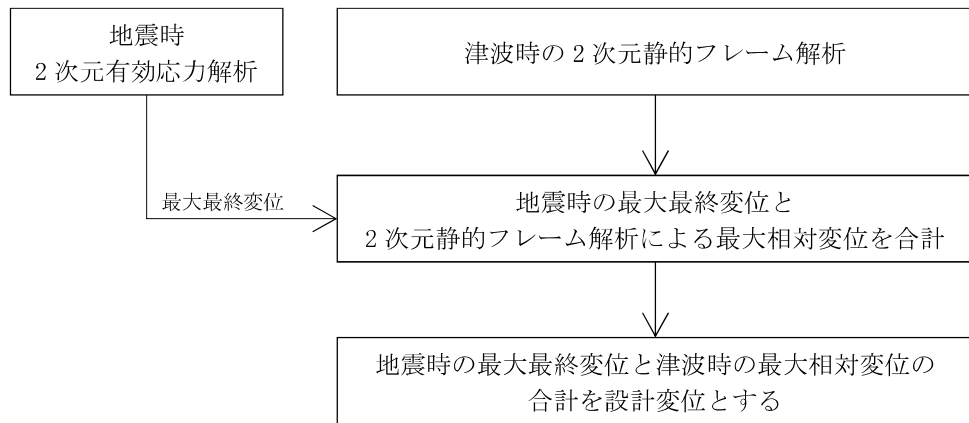 地震時
2次元有効応力解析
津波時の2次元静的フレーム解析
最大最終変位
地震時の最大最終変位と
2次元静的フレーム解析による最大相対変位を合計
地震時の最大最終変位と津波時の最大相対変位の
合計を設計変位とする